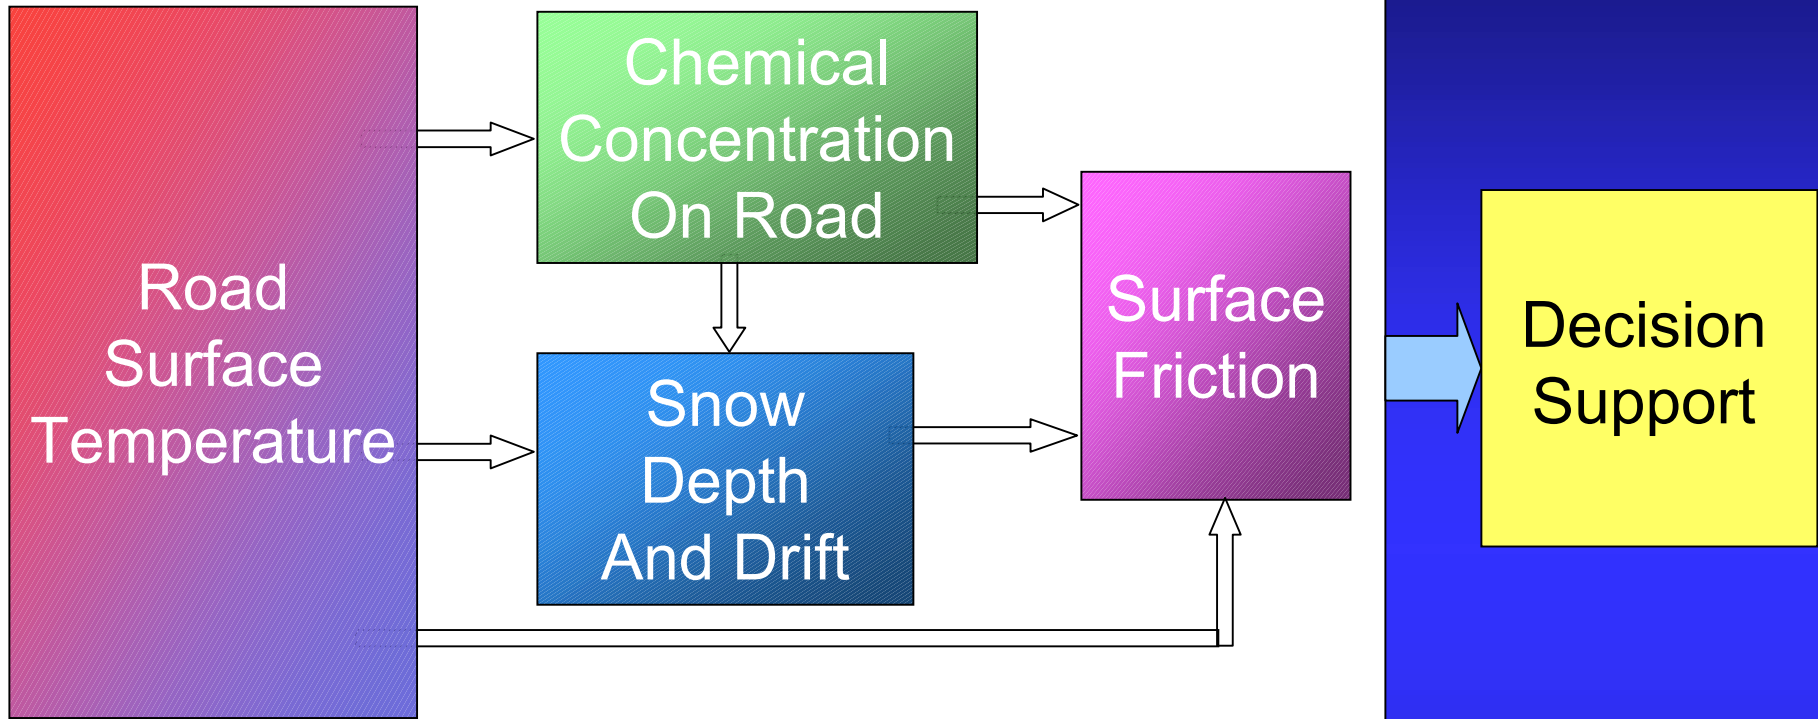 Road
Surface
Temperature
Chemical
Concentration
On Road
Snow
Depth
And Drift
Surface
Friction
Decision
Support